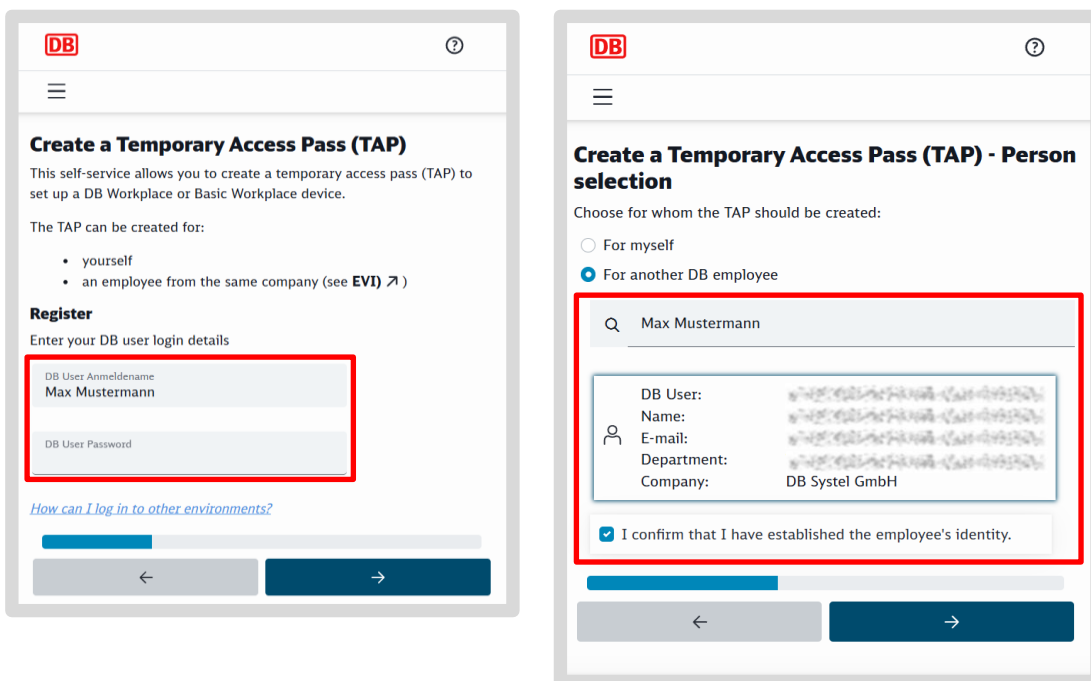 DB
?
Create a Temporary Access Pass (TAP)
This self-service allows you to create a temporary access pass (TAP) to
set up a DB Workplace or Basic Workplace device.
The TAP can be created for:
• yourself
• an employee from the same company (see EVI) ↗ )
Register
Enter your DB user login details
DB User Anmeldename
Max Mustermann
DB User Password
How can I log in to other environments?
← →
DB
?
Create a Temporary Access Pass (TAP) - Person
selection
Choose for whom the TAP should be created:
For myself
For another DB employee
Max Mustermann
DB User:
Name:
E-mail:
Department:
Company: DB Systel GmbH
I confirm that I have established the employee's identity.
← →